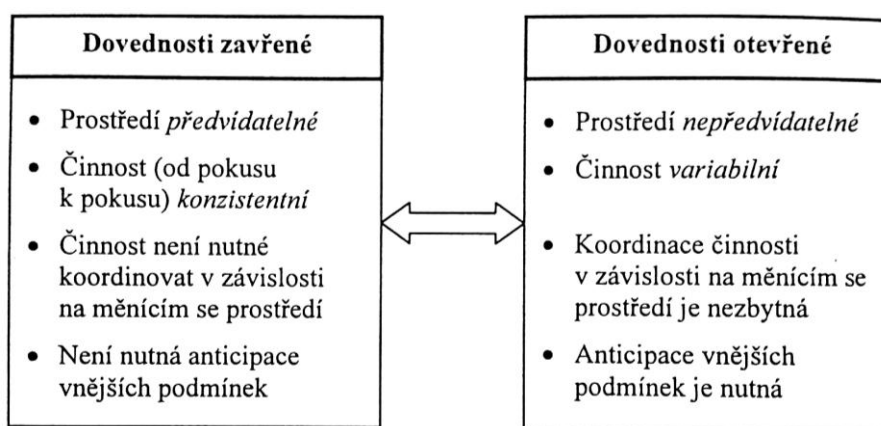 Dovednosti zavřené
• Prostředí předvídatelné
• Činnost (od pokusu
k pokusu) konzistentní
• Činnost není nutné
koordinovat v závislosti
na měnícím se prostředí
• Není nutná anticipace
vnějších podmínek
Dovednosti otevřené
• Prostředí nepředvídatelné
• Činnost variabilní
• Koordinace činnosti
v závislosti na měnícím se
prostředí je nezbytná
• Anticipace vnějších
podmínek je nutná